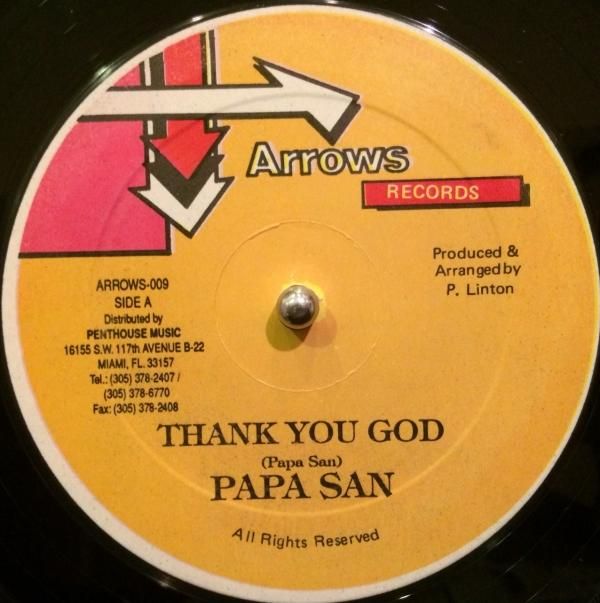 Arrows
RECORDS
Produced &
Arranged by
P. Linton
ARROWS-009
SIDE A
Distributed by
PENTHOUSE MUSIC
16155 S.W. 117th AVENUE B-22
MIAMI, FL. 33157
Tel.: (305) 378-2407 /
(305) 378-6770
Fax: (305) 378-2408
THANK YOU GOD
(Papa San)
PAPA SAN
All Rights Reserved